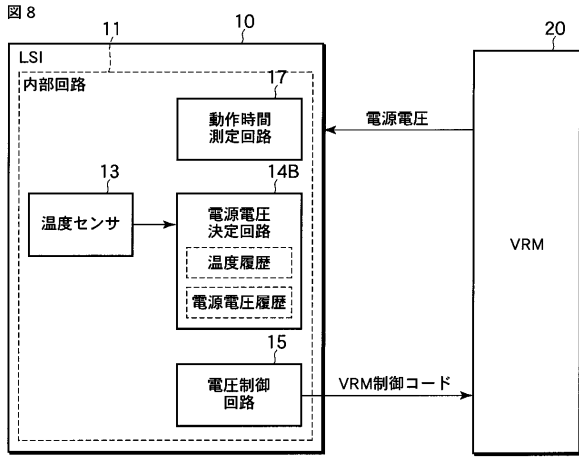 図8
11
10
20
LSI
内部回路
17
動作時間
測定回路
電源電圧
13
14B
温度センサ
電源電圧
決定回路
温度履歴
電源電圧履歴
VRM
15
電圧制御
回路
VRM制御コード